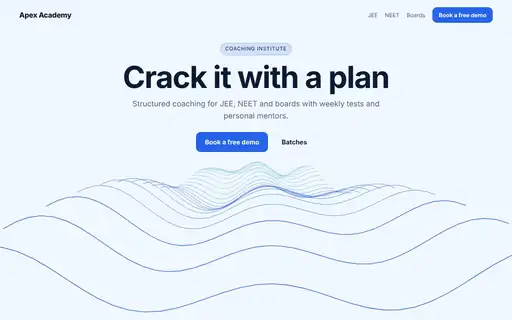 Apex Academy
JEE NEET Boards Book a free demo
COACHING INSTITUTE
Crack it with a plan
Structured coaching for JEE, NEET and boards with weekly tests and
personal mentors.
Book a free demo Batches